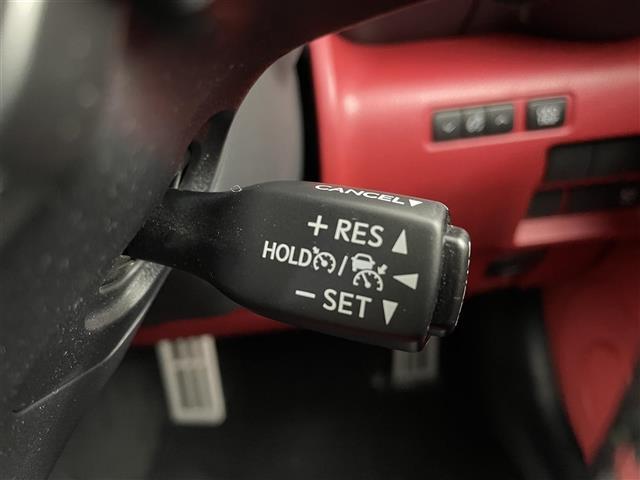 CANCEL▼
+ RES ▲
HOLD / ◀
− SET ▼